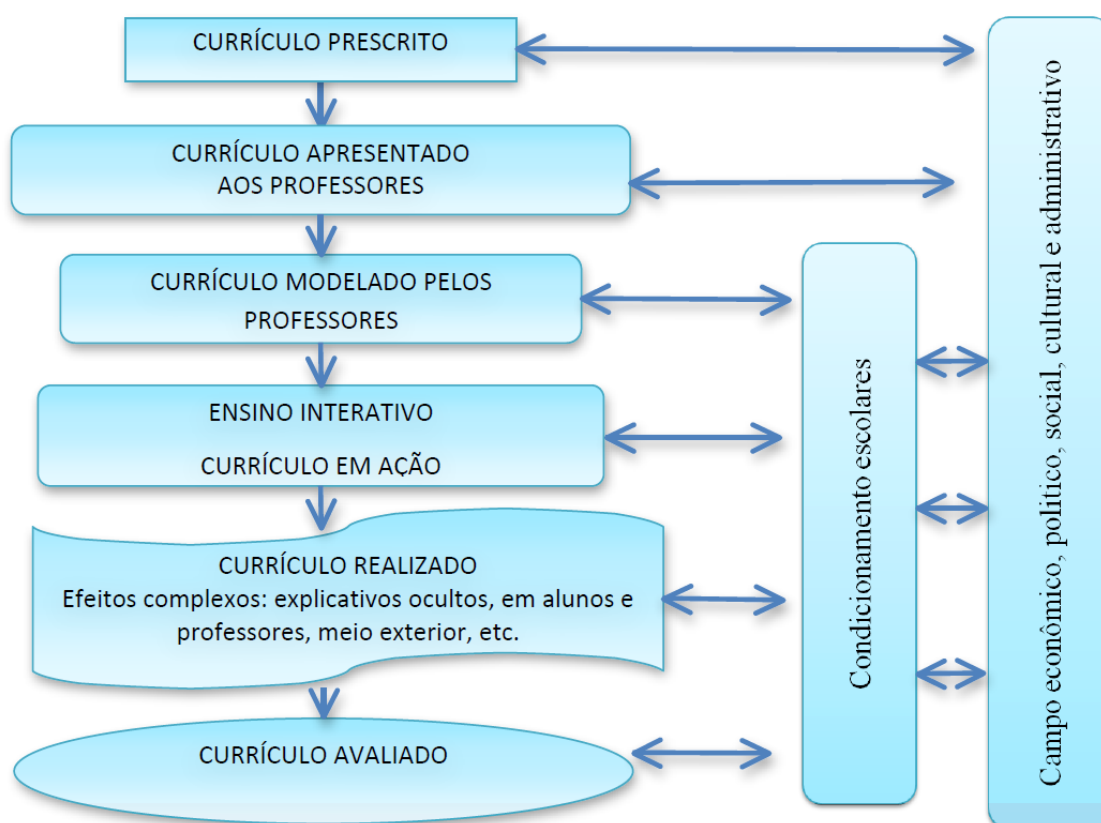 CURRÍCULO PRESCRITO
CURRÍCULO APRESENTADO
AOS PROFESSORES
CURRÍCULO MODELADO PELOS
PROFESSORES
ENSINO INTERATIVO
CURRÍCULO EM AÇÃO
CURRÍCULO REALIZADO
Efeitos complexos: explicativos ocultos, em alunos e
professores, meio exterior, etc.
CURRÍCULO AVALIADO
Condicionamento escolares
Campo econômico, politico, social, cultural e administrativo